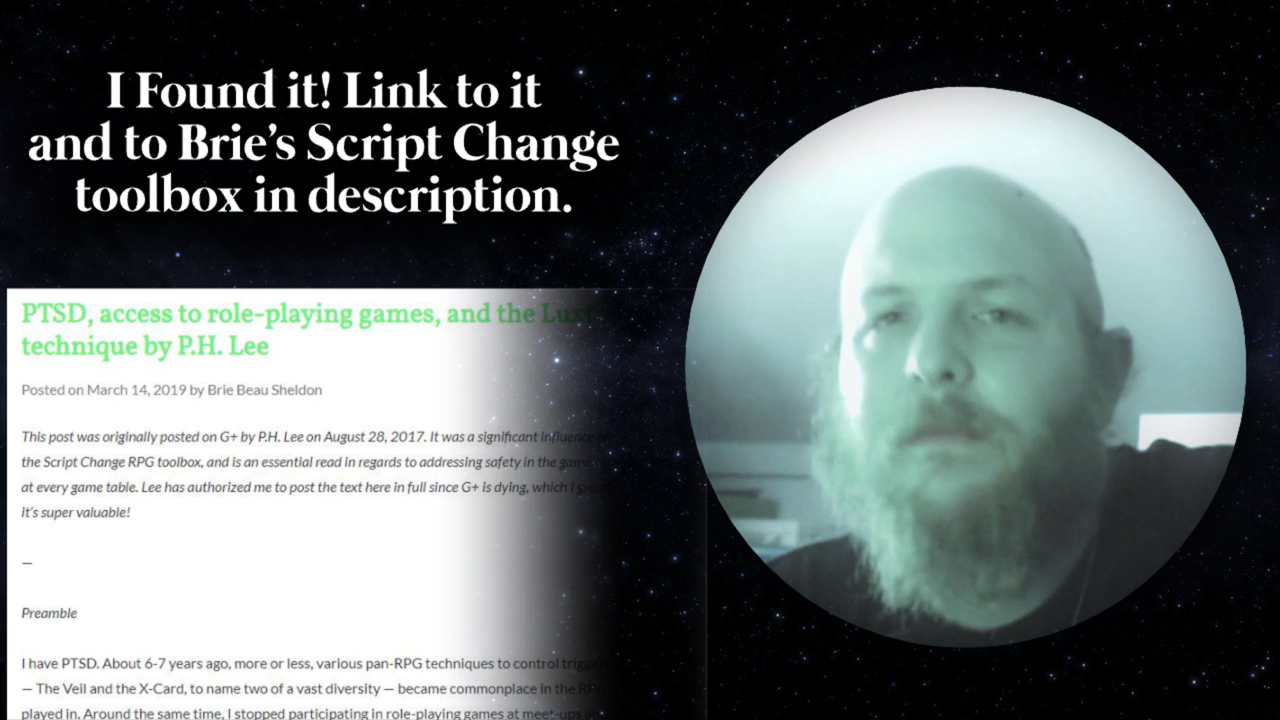 I Found it! Link to it
and to Brie's Script Change
toolbox in description.
PTSD, access to role-playing games, and the
technique by P.H. Lee
Posted on March 14, 2019 by Brie Beau Sheldon
This post was originally posted on G+ by P.H. Lee on August 28, 2017. It was a significant influence
the Script Change RPG toolbox, and is an essential read in regards to addressing safety in the game
at every game table. Lee has authorized me to post the text here in full since G+ is dying, which I
it's super valuable!
—
Preamble
I have PTSD. About 6-7 years ago, more or less, various pan-RPG techniques to control
— The Veil and the X-Card, to name two of a vast diversity — became commonplace in the
played in. Around the same time, I stopped participating in role-playing games at meet-ups